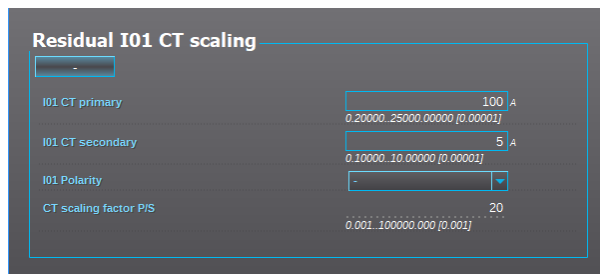 Residual I01 CT scaling
-
I01 CT primary 100 A
0.20000..25000.00000 [0.00001]
I01 CT secondary 5 A
0.10000..10.00000 [0.00001]
I01 Polarity -
CT scaling factor P/S 20
0.001..100000.000 [0.001]